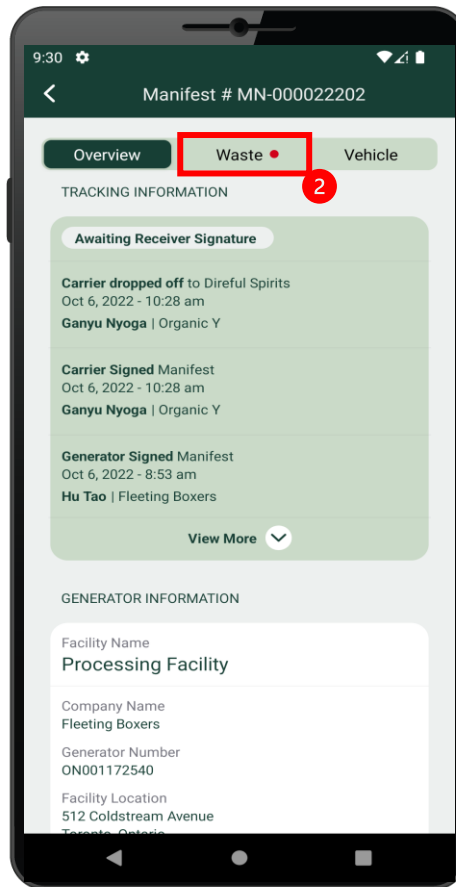 9:30
Manifest # MN-000022202
Overview Waste Vehicle
2
TRACKING INFORMATION
Awaiting Receiver Signature
Carrier dropped off to Direful Spirits
Oct 6, 2022 - 10:28 am
Ganyu Nyoga | Organic Y
Carrier Signed Manifest
Oct 6, 2022 - 10:28 am
Ganyu Nyoga | Organic Y
Generator Signed Manifest
Oct 6, 2022 - 8:53 am
Hu Tao | Fleeting Boxers
View More
GENERATOR INFORMATION
Facility Name
Processing Facility
Company Name
Fleeting Boxers
Generator Number
ON001172540
Facility Location
512 Coldstream Avenue
Toronto, Ontario